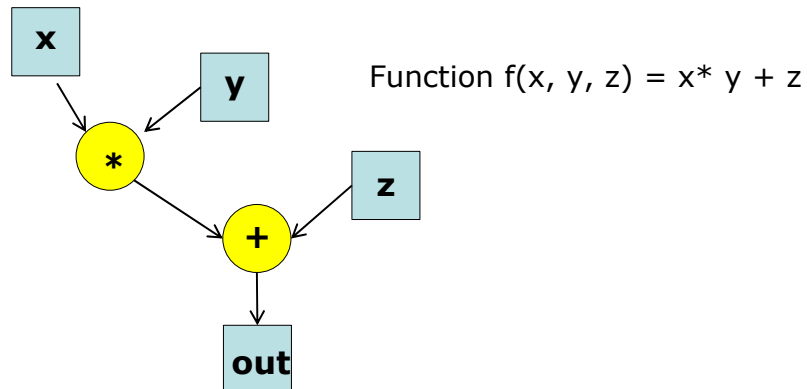 x
y
Function f(x, y, z) = x* y + z
*
z
+
out